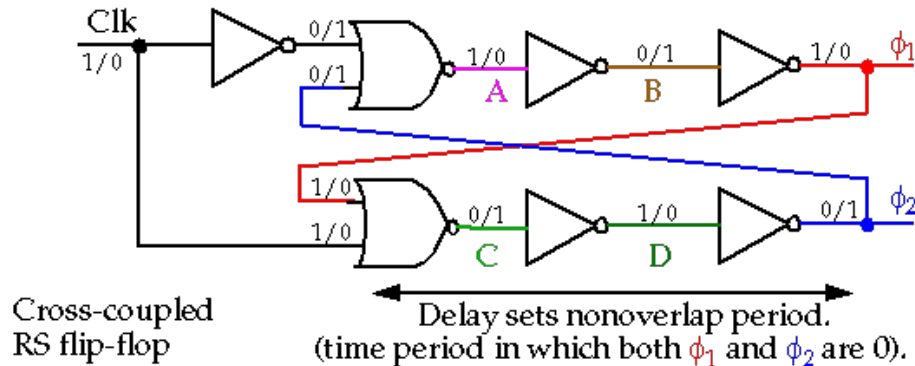 Clk
1/0
0/1
0/1
1/0
A
0/1
B
1/0
ϕ1
1/0
1/0
0/1
C
1/0
D
0/1
ϕ2
Cross-coupled
RS flip-flop
Delay sets nonoverlap period.
(time period in which both ϕ1 and ϕ2 are 0).